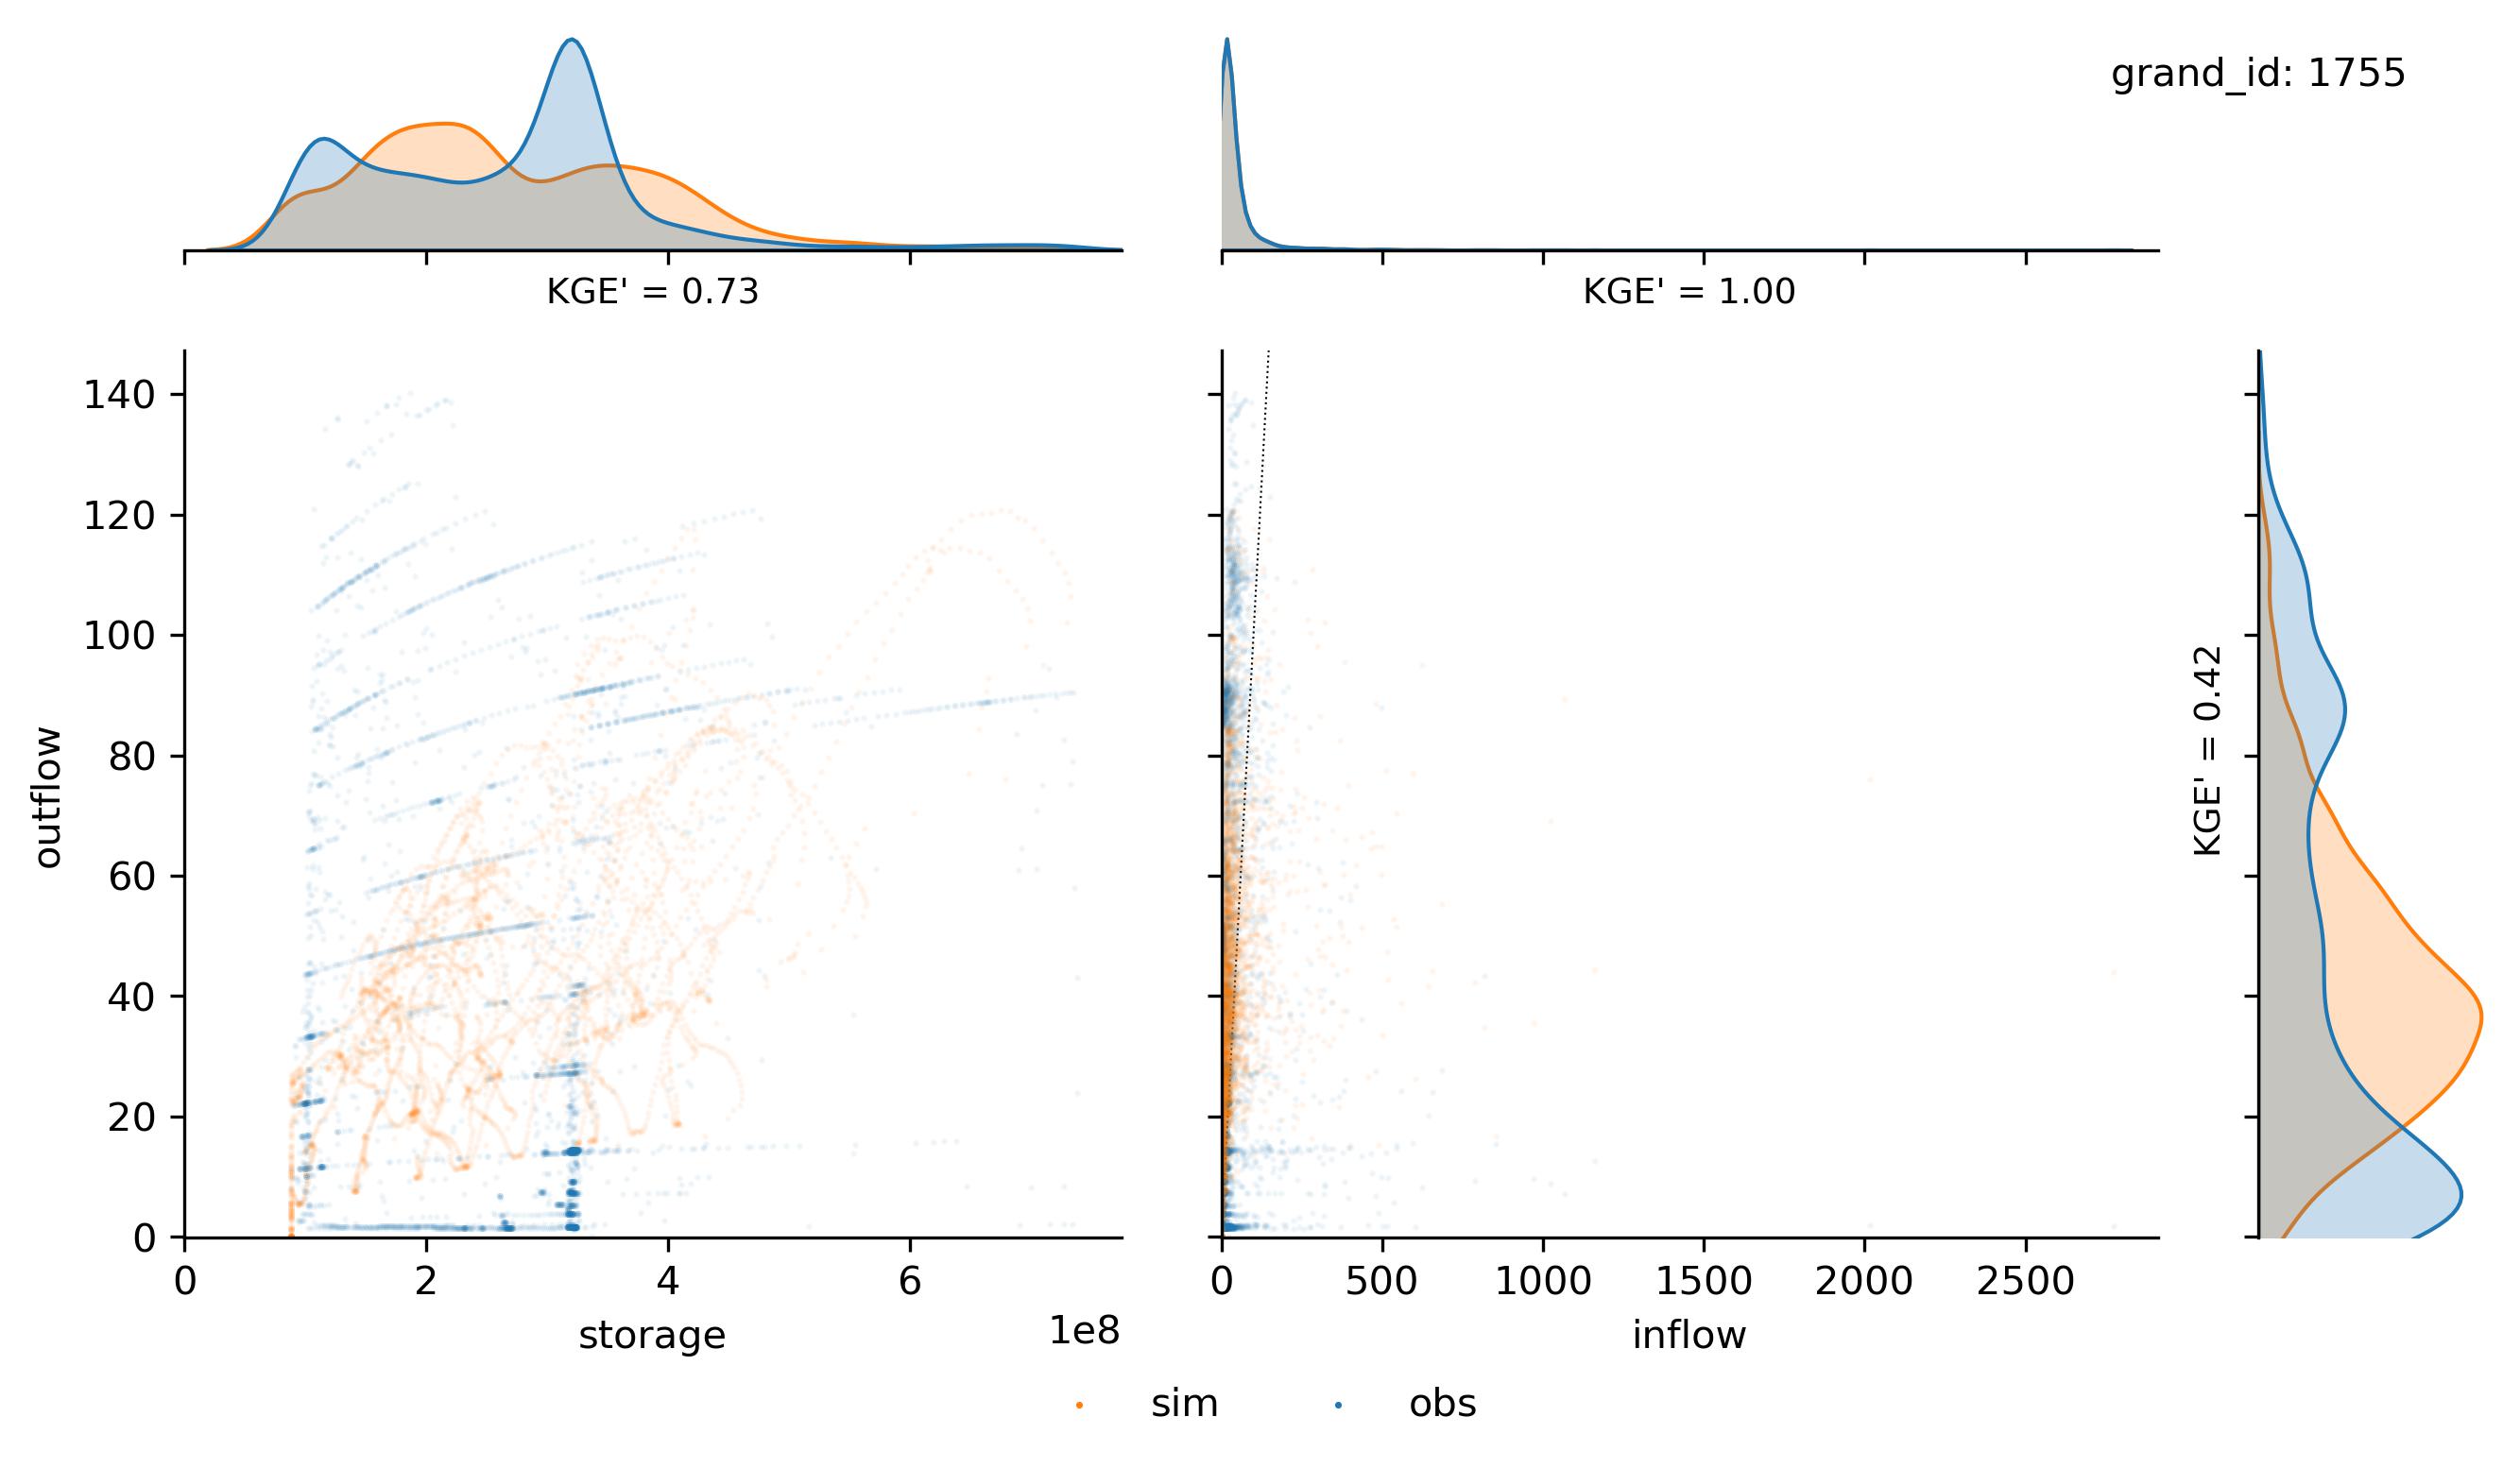 grand_id: 1755
KGE' = 0.73
KGE' = 1.00
outflow
140
120
100
80
60
40
20
0
KGE' = 0.42
0 2 4 6
0 500 1000 1500 2000 2500
storage
1e8
inflow
sim obs